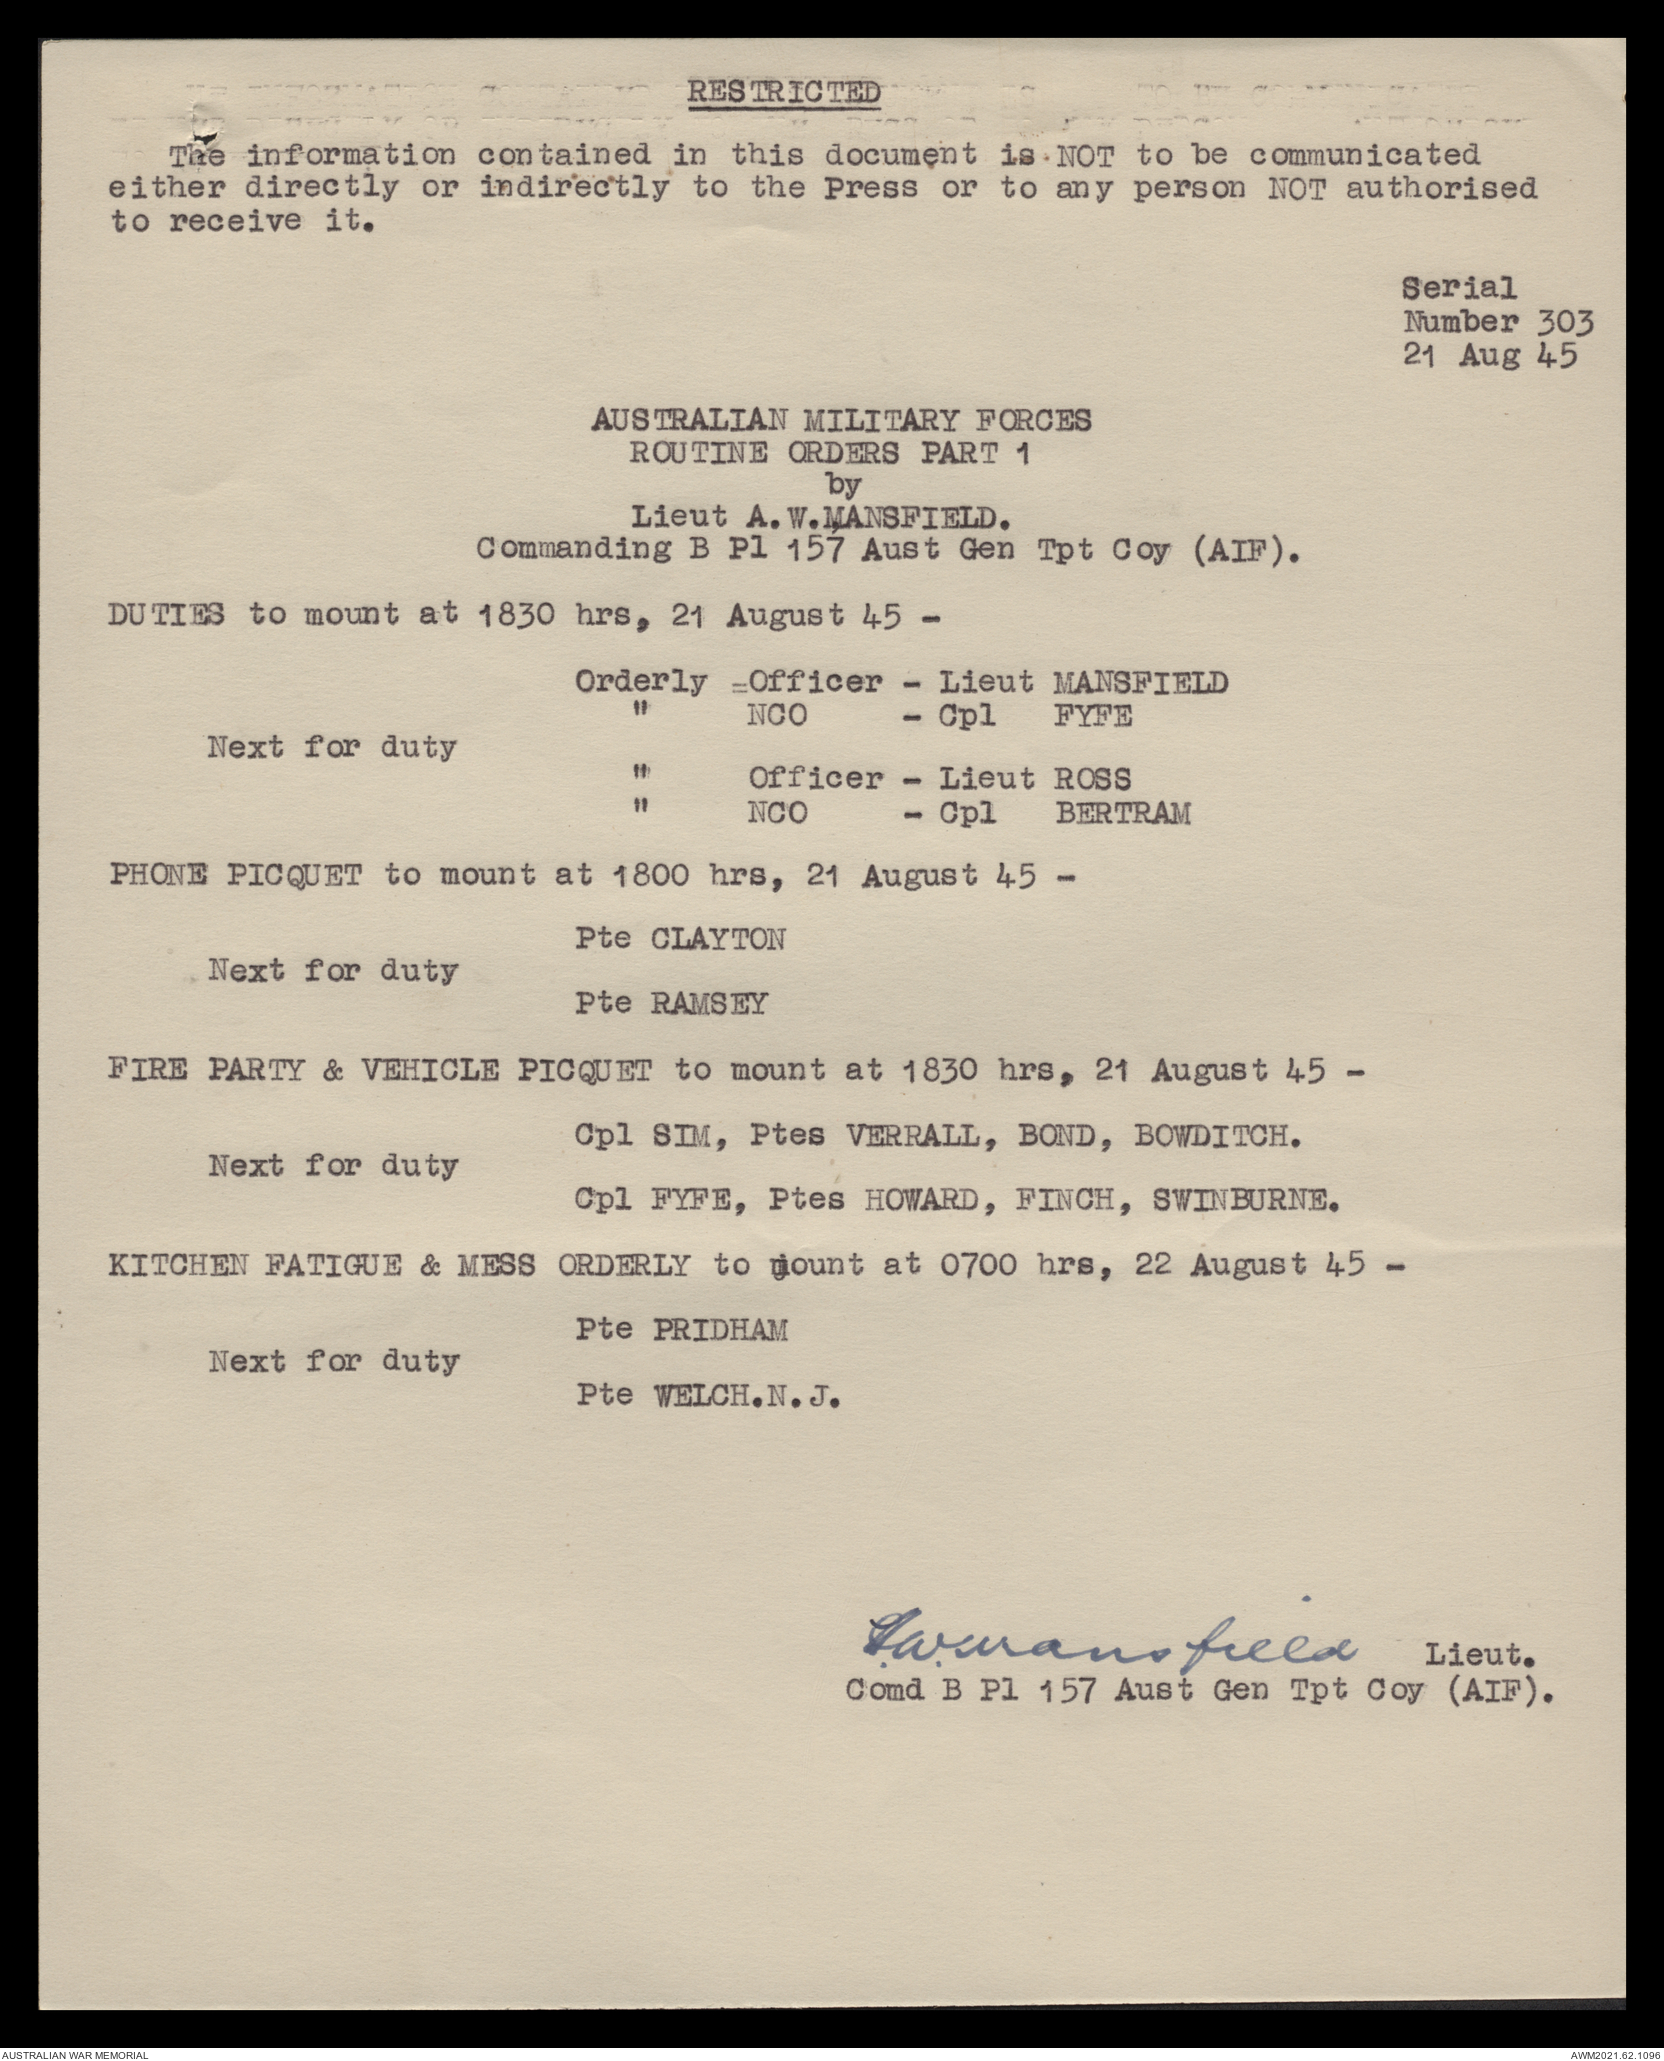 RESTRICTED
The information contained in this document is NOT to be communicated
either directly or indirectly to the Press or to any person NOT authorised
to receive it.
Serial
Number 303
21 Aug 45
AUSTRALIAN MILITARY FORCES
ROUTINE ORDERS PART 1
by
Lieut A.W.MANSFIELD.
Commanding B Pl 157 Aust Gen Tpt Coy (AIF).
DUTIES to mount at 1830 hrs, 21 August 45 -
Orderly =Officer - Lieut MANSFIELD
" NCO - Cpl FYFE
Next for duty
" Officer - Lieut ROSS
" NCO - Cpl BERTRAM
PHONE PICQUET to mount at 1800 hrs, 21 August 45 -
Pte CLAYTON
Next for duty
Pte RAMSEY
FIRE PARTY & VEHICLE PICQUET to mount at 1830 hrs, 21 August 45 -
Cpl SIM, Ptes VERRALL, BOND, BOWDITCH.
Next for duty
Cpl FYFE, Ptes HOWARD, FINCH, SWINBURNE.
KITCHEN FATIGUE & MESS ORDERLY to mount at 0700 hrs, 22 August 45 -
Pte PRIDHAM
Next for duty
Pte WELCH.N.J.
A.W.Mansfield Lieut.
Comd B Pl 157 Aust Gen Tpt Coy (AIF).
AUSTRALIAN WAR MEMORIAL AWM2021.62.1096